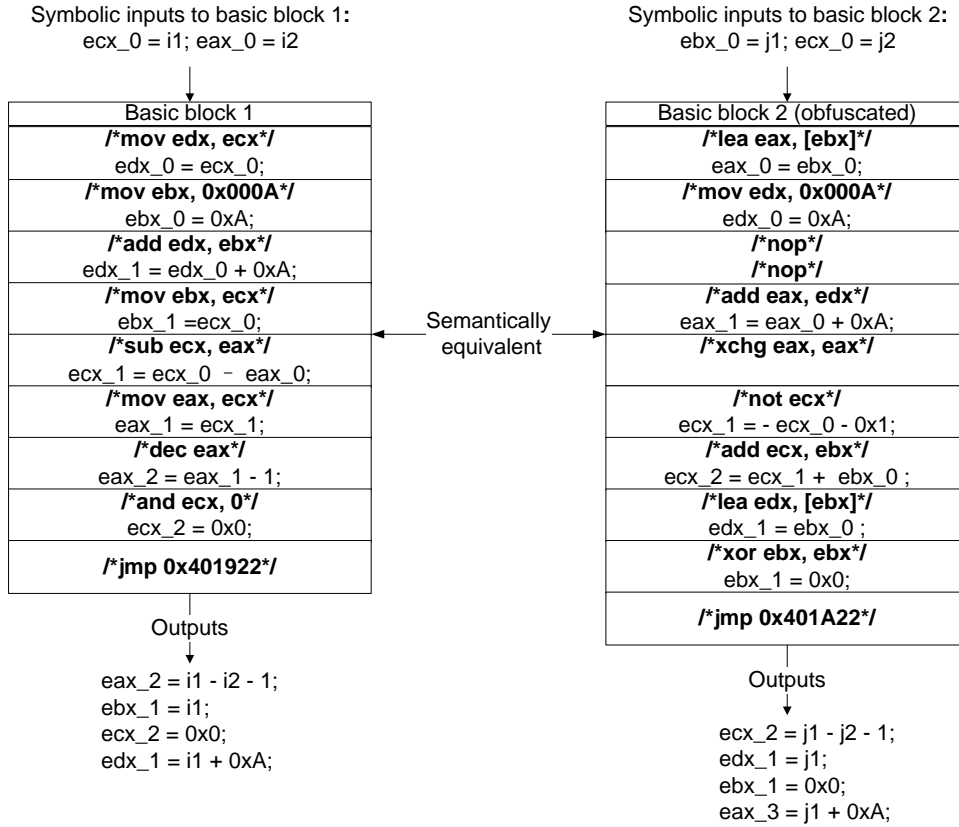 Symbolic inputs to basic block 1:
ecx_0 = i1; eax_0 = i2
Basic block 1
/*mov edx, ecx*/
edx_0 = ecx_0;
/*mov ebx, 0x000A*/
ebx_0 = 0xA;
/*add edx, ebx*/
edx_1 = edx_0 + 0xA;
/*mov ebx, ecx*/
ebx_1 =ecx_0;
/*sub ecx, eax*/
ecx_1 = ecx_0 - eax_0;
/*mov eax, ecx*/
eax_1 = ecx_1;
/*dec eax*/
eax_2 = eax_1 - 1;
/*and ecx, 0*/
ecx_2 = 0x0;
/*jmp 0x401922*/
Outputs
eax_2 = i1 - i2 - 1;
ebx_1 = i1;
ecx_2 = 0x0;
edx_1 = i1 + 0xA;
Semantically
equivalent
Symbolic inputs to basic block 2:
ebx_0 = j1; ecx_0 = j2
Basic block 2 (obfuscated)
/*lea eax, [ebx]*/
eax_0 = ebx_0;
/*mov edx, 0x000A*/
edx_0 = 0xA;
/*nop*/
/*nop*/
/*add eax, edx*/
eax_1 = eax_0 + 0xA;
/*xchg eax, eax*/
/*not ecx*/
ecx_1 = - ecx_0 - 0x1;
/*add ecx, ebx*/
ecx_2 = ecx_1 + ebx_0 ;
/*lea edx, [ebx]*/
edx_1 = ebx_0 ;
/*xor ebx, ebx*/
ebx_1 = 0x0;
/*jmp 0x401A22*/
Outputs
ecx_2 = j1 - j2 - 1;
edx_1 = j1;
ebx_1 = 0x0;
eax_3 = j1 + 0xA;